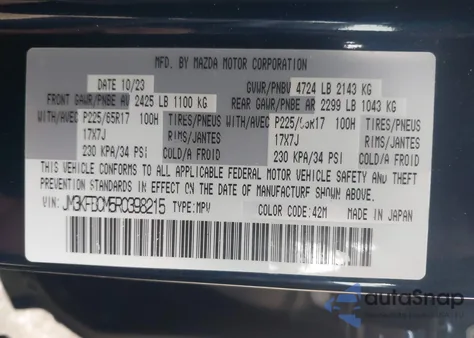 MFD. BY MAZDA MOTOR CORPORATION
DATE 10/23 GVWR/PNBV 4724 LB 2143 KG
FRONT GAWR/PNBE AV 2425 LB 1100 KG REAR GAWR/PNBE AR 2299 LB 1043 KG
WITH/AVEC P225/65R17 100H TIRES/PNEUS WITH/AVEC P225/65R17 100H TIRES/PNEUS
17X7J RIMS/JANTES 17X7J RIMS/JANTES
230 KPA/34 PSI COLD/A FROID 230 KPA/34 PSI COLD/A FROID
THIS VEHICLE CONFORMS TO ALL APPLICABLE FEDERAL MOTOR VEHICLE SAFETY AND THEFT
PREVENTION STANDARDS IN EFFECT ON THE DATE OF MANUFACTURE SHOWN ABOVE.
VIN: JM3KFBCM5R0398215 TYPE:MPV COLOR CODE:42M MADE IN JAPAN
autoSnap